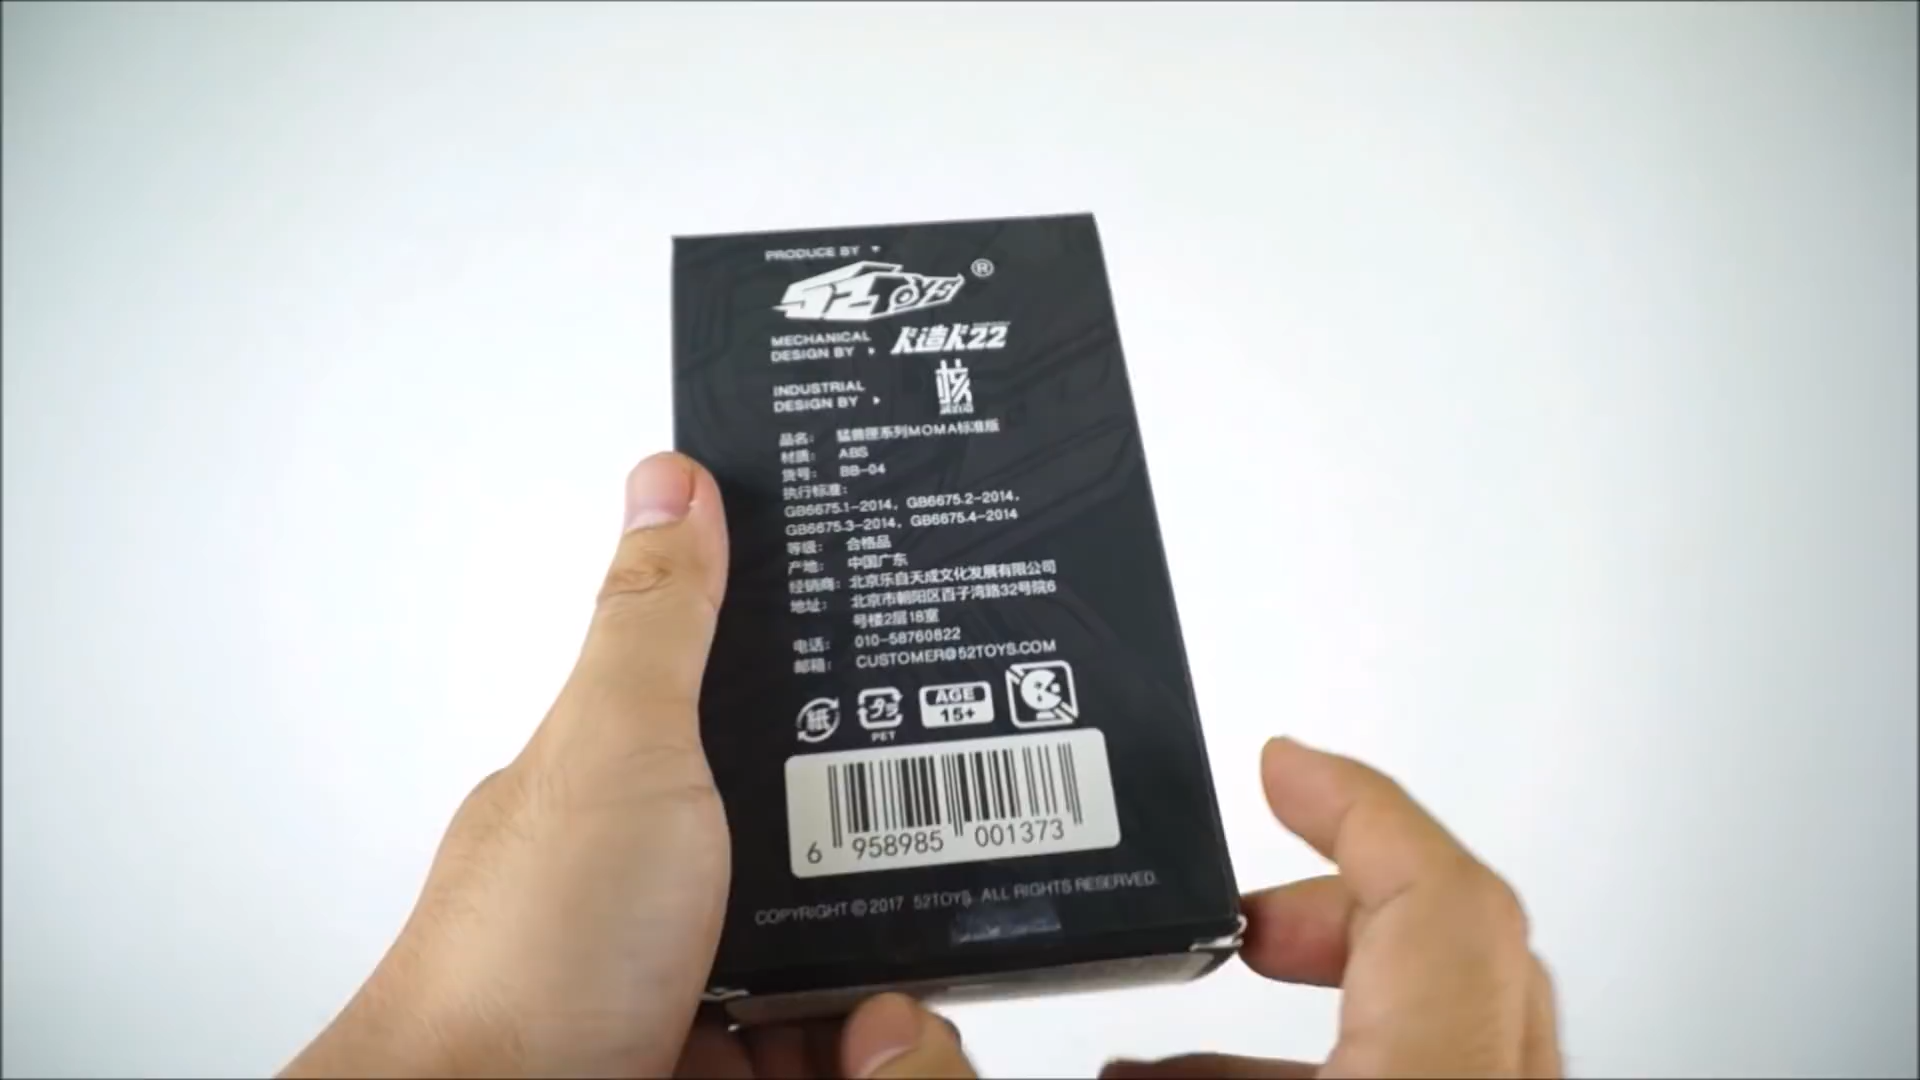 PRODUCE BY
52TOYS ®
MECHANICAL
DESIGN BY
人造人22
INDUSTRIAL
DESIGN BY
核
品名： 猛兽匣系列MOMA标准版
材质： ABS
货号： BB-04
执行标准：
GB6675.1-2014，GB6675.2-2014，
GB6675.3-2014，GB6675.4-2014
等级： 合格品
产地： 中国广东
经销商： 北京乐自天成文化发展有限公司
地址： 北京市朝阳区百子湾路32号院6
号楼2层18室
电话： 010-58760822
邮箱： CUSTOMER@52TOYS.COM
紙
プラ
PET
AGE
15+
6 958985 001373
COPYRIGHT © 2017 52TOYS. ALL RIGHTS RESERVED.